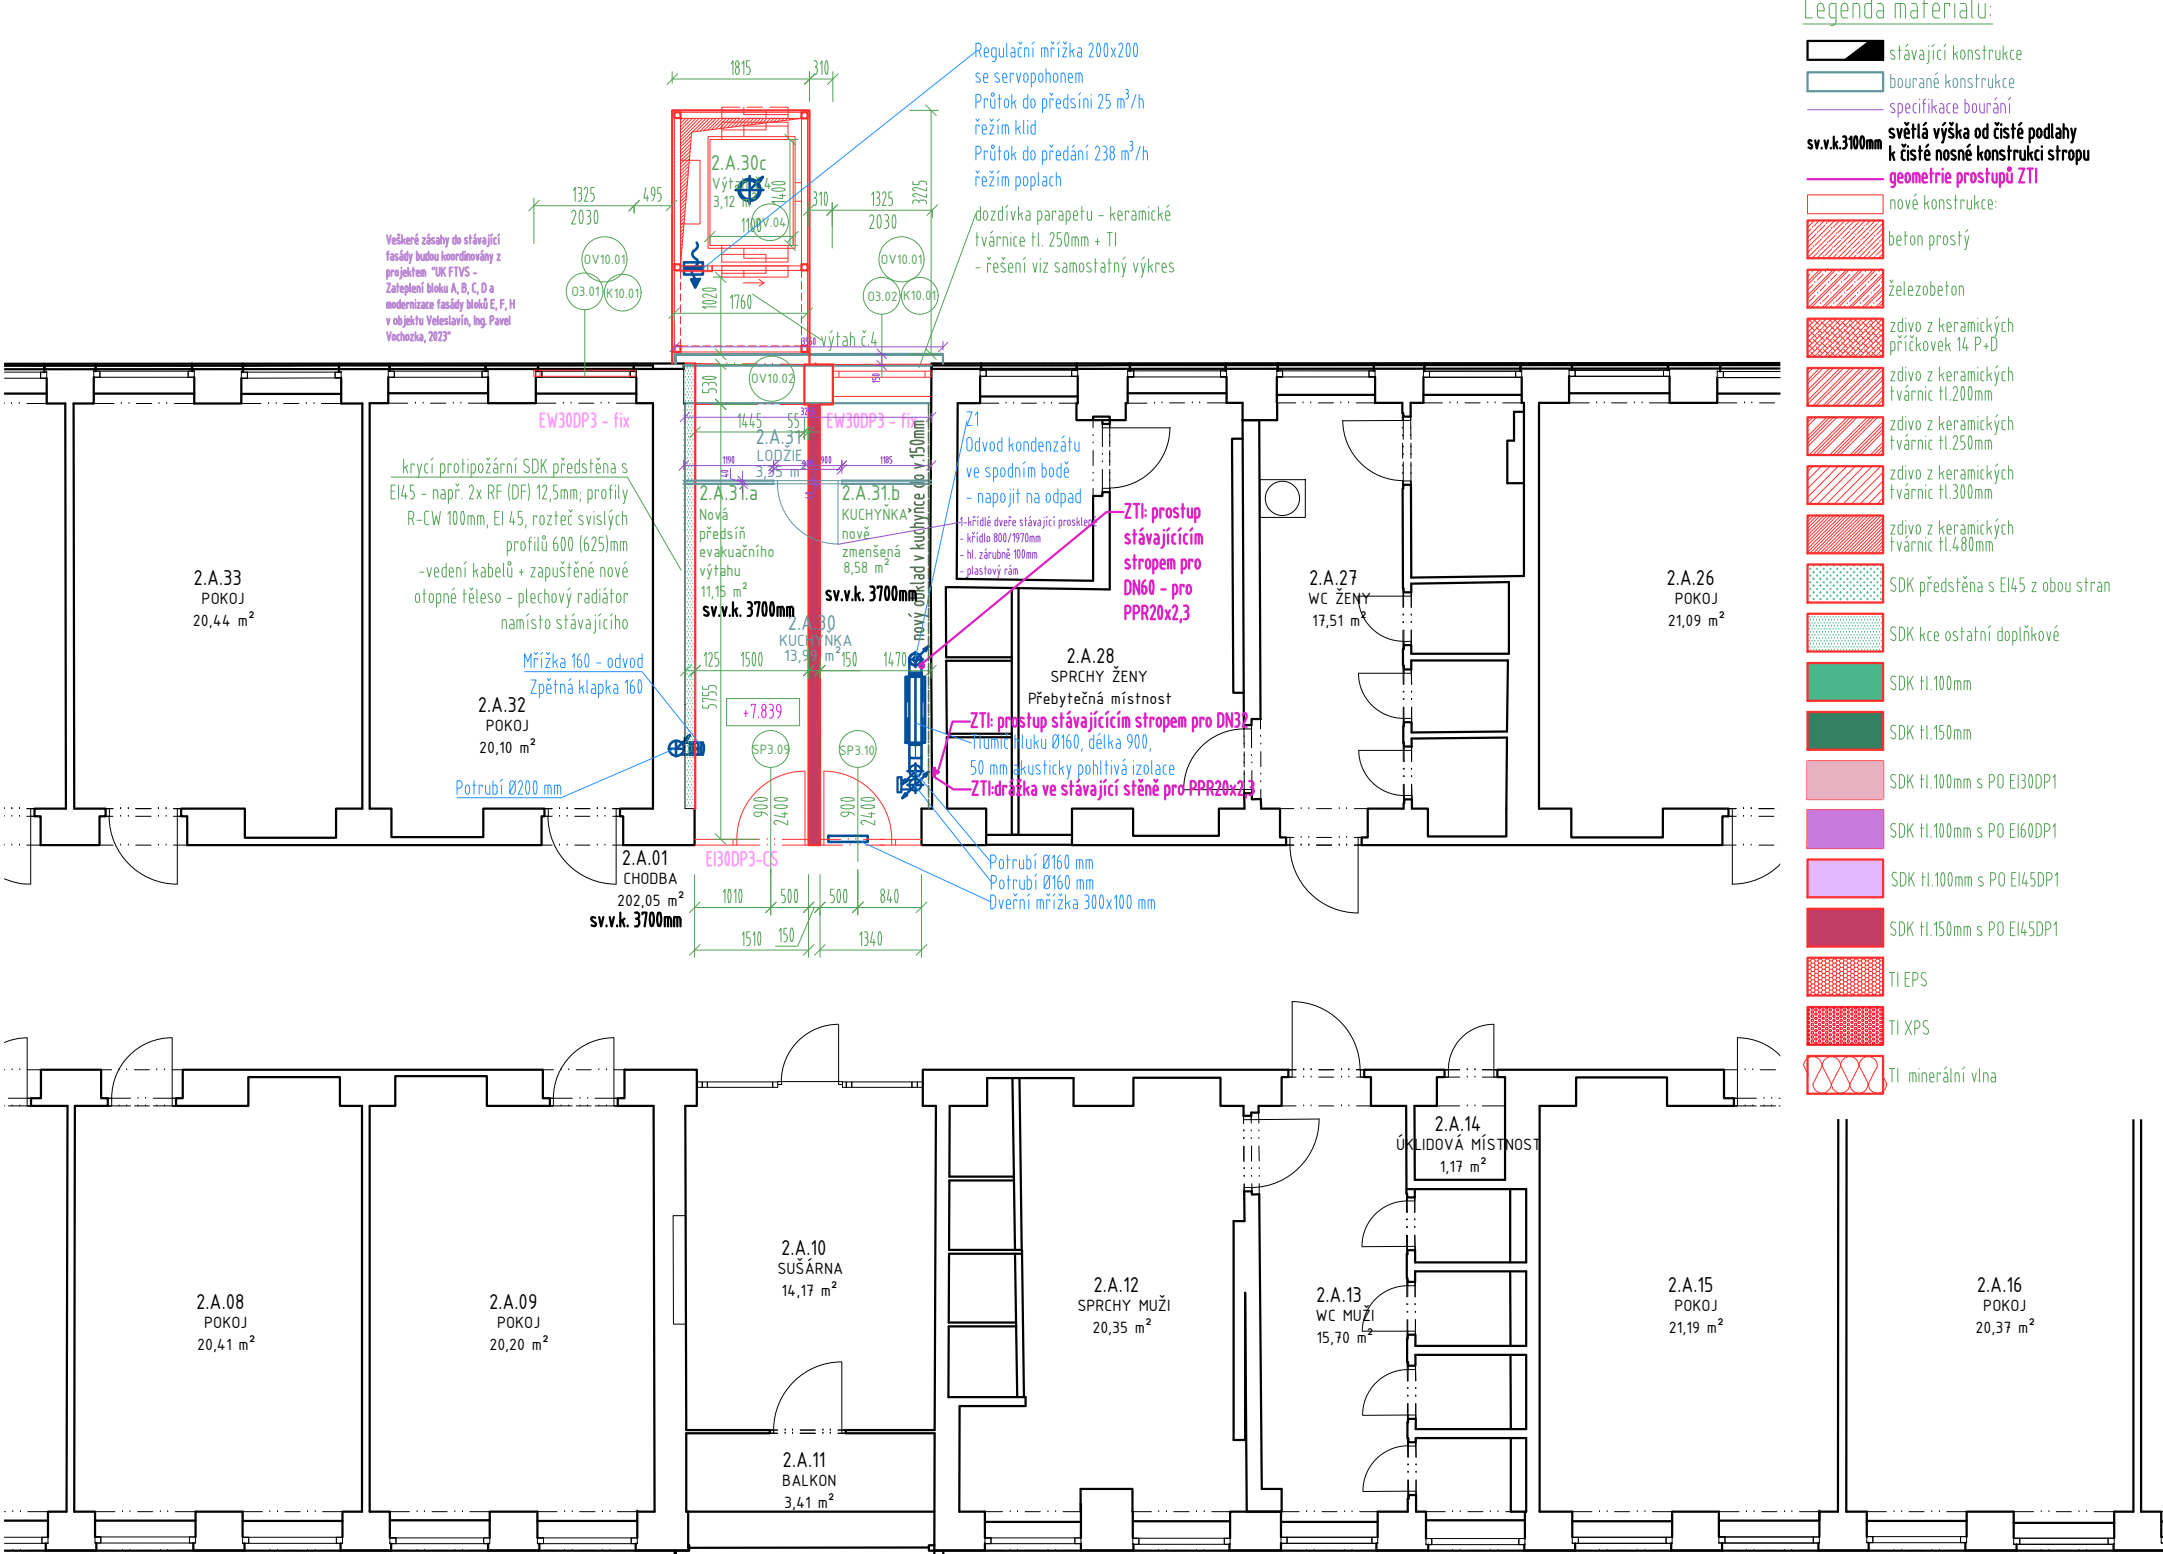 Legenda materiálu:
stávající konstrukce
bourané konstrukce
specifikace bourání
sv.v.k.3100mm
světlá výška od čisté podlahy
k čisté nosné konstrukci stropu
geometrie prostupů ZTI
nové konstrukce:
beton prostý
železobeton
zdivo z keramických
příčkovek 14 P+D
zdivo z keramických
tvárnic tl.200mm
zdivo z keramických
tvárnic tl.250mm
zdivo z keramických
tvárnic tl.300mm
zdivo z keramických
tvárnic tl.480mm
SDK předstěna s EI45 z obou stran
SDK kce ostatní doplňkové
SDK tl.100mm
SDK tl.150mm
SDK tl.100mm s PO EI30DP1
SDK tl.100mm s PO EI60DP1
SDK tl.100mm s PO EI45DP1
SDK tl.150mm s PO EI45DP1
TI EPS
TI XPS
TI minerální vlna
Regulační mřížka 200x200
se servopohonem
Průtok do předsíni 25 m³/h
řežím klid
Průtok do předání 238 m³/h
řežím poplach
dozdívka parapetu - keramické
tvárnice tl. 250mm + TI
- řešení viz samostatný výkres
1815
310
2.A.30c
3,12
1400
1100
310
1325
2030
3225
1325
2030
495
OV10.01
O3.01
K10.01
OV10.01
O3.02
K10.01
1020
1760
výtah č.4
Veškeré zásahy do stávající
fasády budou koordinovány z
projektem "UK FTVS -
Zateplení bloku A, B, C, D a
modernizace fasády bloků E, F, H
v objektu Veleslavín, Ing. Pavel
Vochozka, 2023"
530
OV10.02
150
EW30DP3 - fix
EW30DP3 - fix
1445
55
2.A.31
LODŽIE
1190
900
1185
krycí protipožární SDK předstěna s
EI45 - např. 2x RF (DF) 12,5mm; profily
R-CW 100mm, EI 45, rozteč svislých
profilů 600 (625)mm
-vedení kabelů + zapuštěné nové
otopné těleso - plechový radiátor
namísto stávajícího
2.A.31.a
Nová
předsíň
evakuačního
výtahu
11,15 m²
sv.v.k. 3700mm
2.A.31.b
KUCHYŇKA
nově
zmenšená
8,58 m²
sv.v.k. 3700mm
2.A.30
KUCHYŇKA
13,99 m²
nový obklad v kuchyňce do v.150mm
Z1
Odvod kondenzátu
ve spodním bodě
- napojit na odpad
- křídlo 800/1970mm
- hl. zárubně 100mm
- plastový rám
ZTI: prostup
stávajícícím
stropem pro
DN60 - pro
PPR20x2,3
Mřížka 160 - odvod
Zpětná klapka 160
Potrubí Ø200 mm
125
1500
150
1470
5755
+7.839
SP3.09
SP3.10
900
2400
900
2400
EI30DP3-CS
ZTI: prostup stávajícícím stropem pro DN32
Tlumič hluku Ø160, délka 900,
50 mm akusticky pohltivá izolace
ZTI:drážka ve stávající stěně pro PPR20x2,3
Potrubí Ø160 mm
Potrubí Ø160 mm
Dveřní mřížka 300x100 mm
1010
500
500
840
1510
150
1340
2.A.33
POKOJ
20,44 m²
2.A.32
POKOJ
20,10 m²
2.A.28
SPRCHY ŽENY
Přebytečná místnost
2.A.27
WC ŽENY
17,51 m²
2.A.26
POKOJ
21,09 m²
2.A.01
CHODBA
202,05 m²
sv.v.k. 3700mm
2.A.08
POKOJ
20,41 m²
2.A.09
POKOJ
20,20 m²
2.A.10
SUŠÁRNA
14,17 m²
2.A.11
BALKON
3,41 m²
2.A.12
SPRCHY MUŽI
20,35 m²
2.A.13
WC MUŽI
15,70 m²
2.A.14
ÚKLIDOVÁ MÍSTNOST
1,17 m²
2.A.15
POKOJ
21,19 m²
2.A.16
POKOJ
20,37 m²